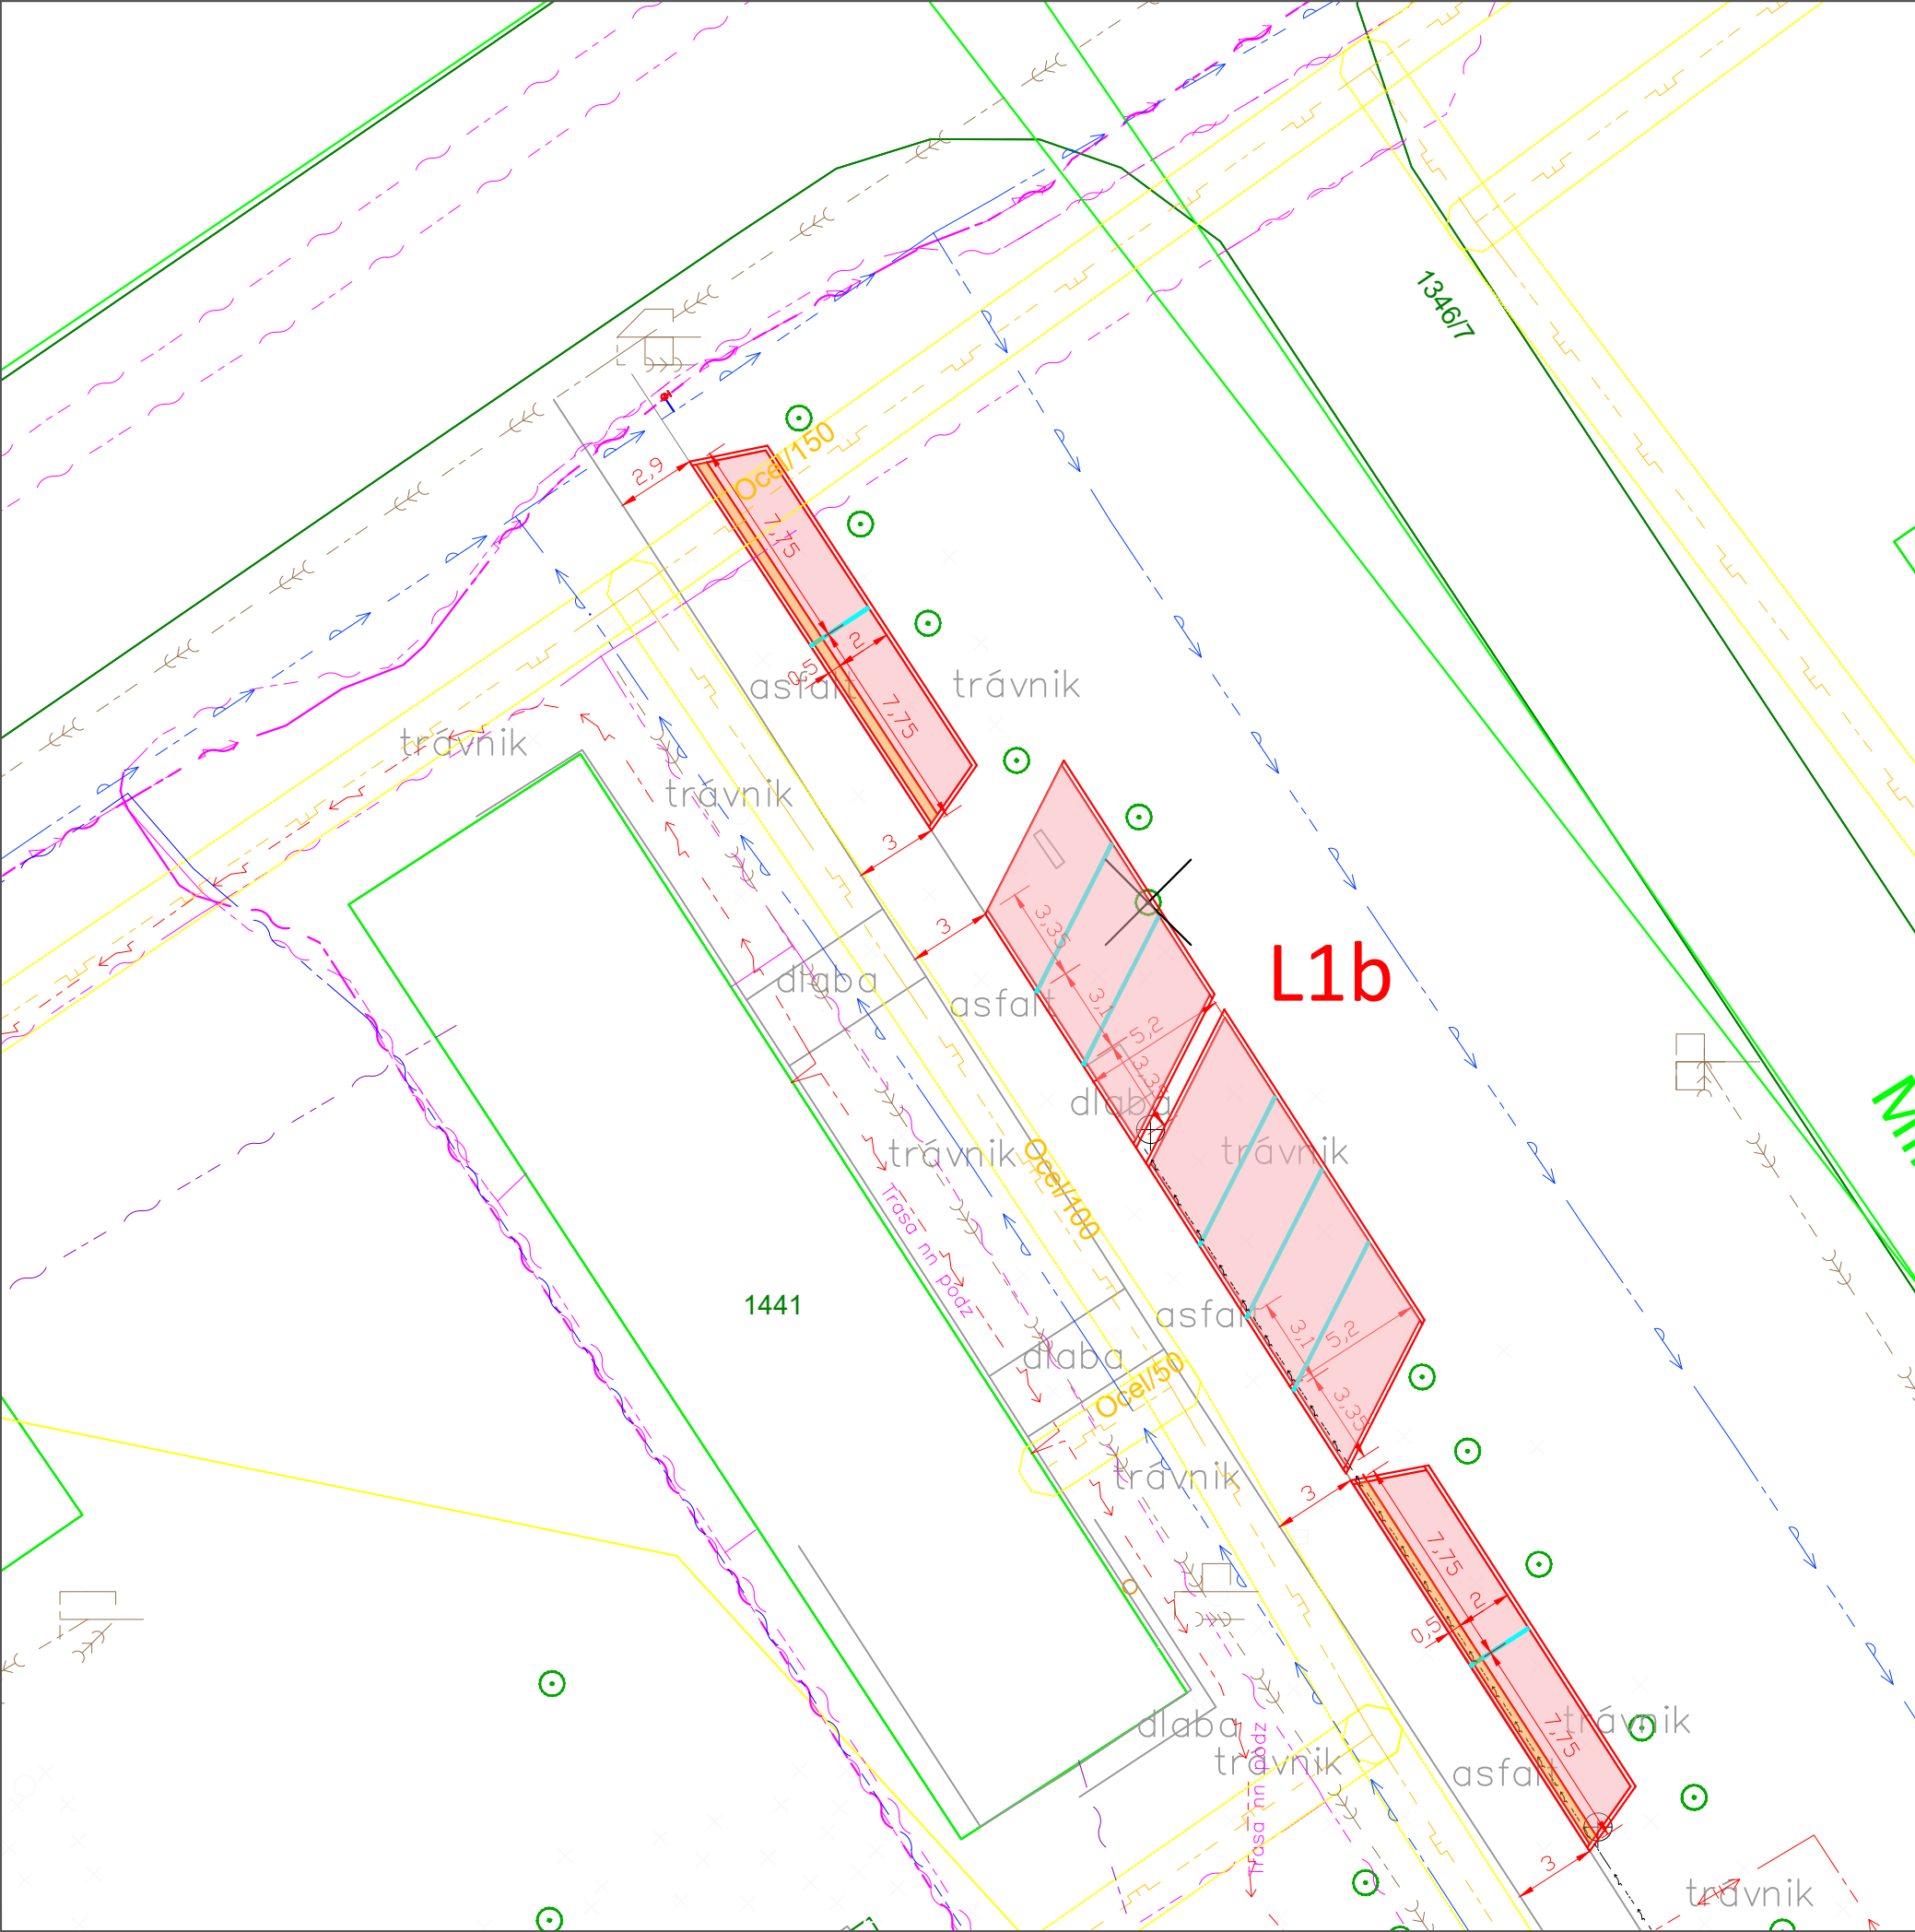 1346/7
Ocel/150
2,9
7,75
2
0,5
asfalt
trávnik
7,75
trávnik
trávnik
3
3
3,35
L1b
dlaba
asfalt
3,1
5,2
3,35
dlaba
trávnik
trávnik
Ocel/100
Trasa nn podz
1441
asfalt
3,1
5,2
dlaba
Ocel/50
3,35
trávnik
3
7,75
2
0,5
trávnik
7,75
dlaba
trávnik
asfalt
Trasa nn podz
3
trávnik